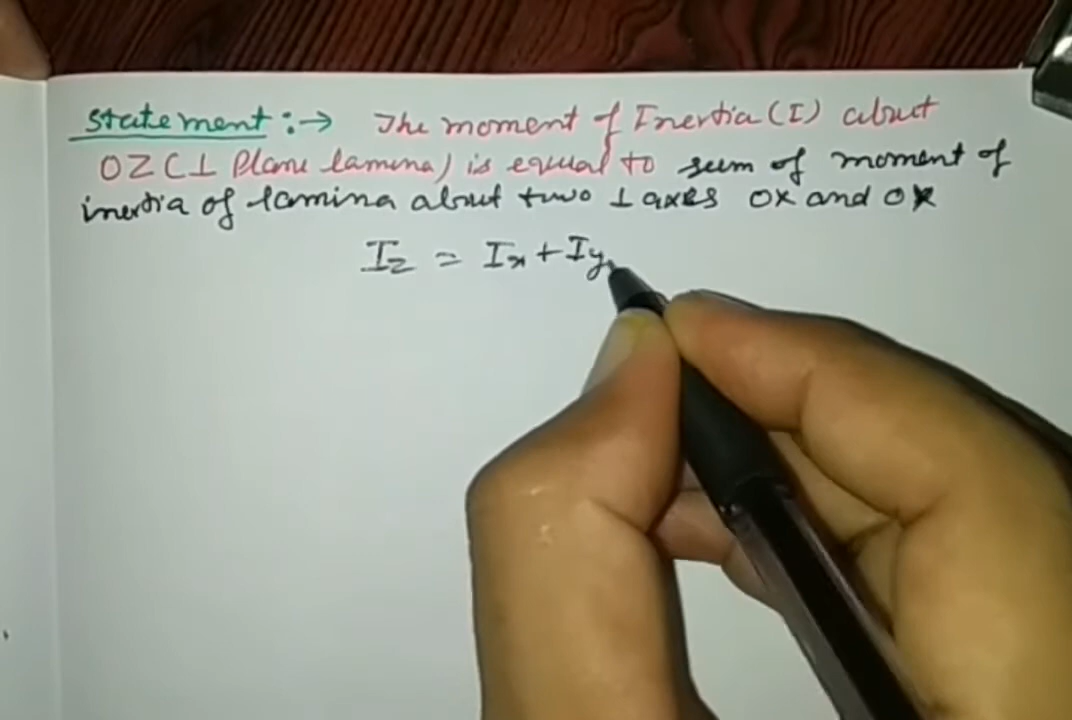 Statement :→ The moment of Inertia (I) about
OZ (⊥ Plane lamina) is equal to sum of moment of
inertia of lamina about two ⊥ axes OX and OX
Iz = Ix + Iy